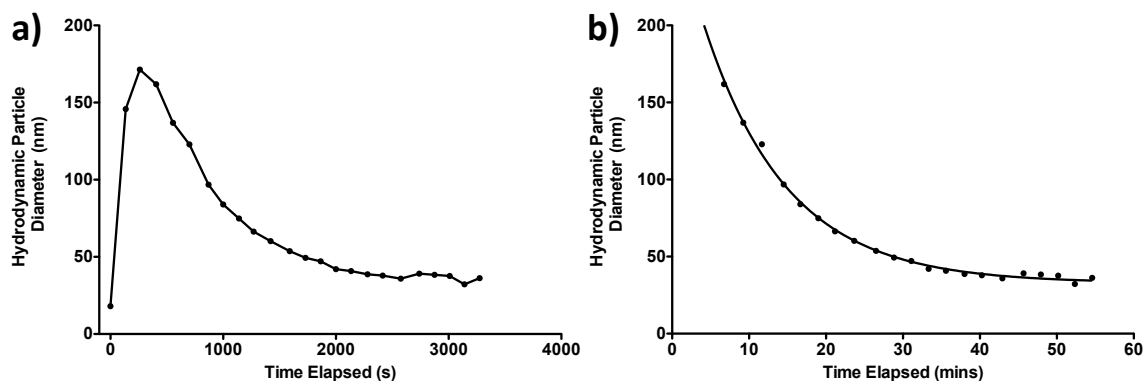 a)
Hydrodynamic Particle
Diameter (nm)
200
150
100
50
0
0 1000 2000 3000 4000
Time Elapsed (s)
b)
Hydrodynamic Particle
Diameter (nm)
200
150
100
50
0
0 10 20 30 40 50 60
Time Elapsed (mins)